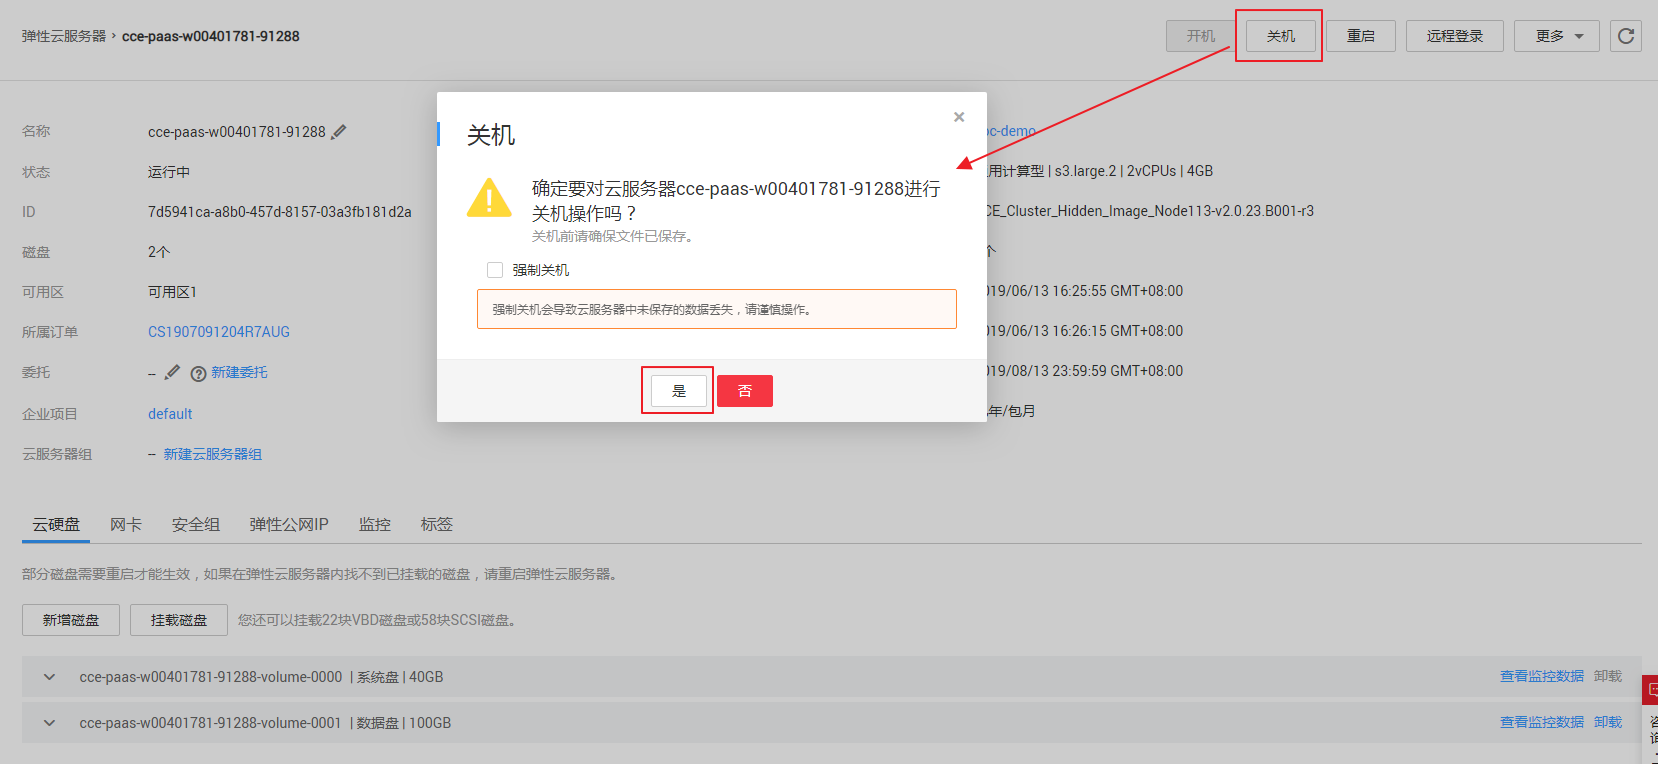 弹性云服务器 › cce-paas-w00401781-91288
开机 关机 重启 远程登录 更多
名称 cce-paas-w00401781-91288
状态 运行中
ID 7d5941ca-a8b0-457d-8157-03a3fb181d2a
磁盘 2个
可用区 可用区1
所属订单 CS1907091204R7AUG
委托 -- 新建委托
企业项目 default
云服务器组 -- 新建云服务器组
关机
×
确定要对云服务器cce-paas-w00401781-91288进行
关机操作吗？
关机前请确保文件已保存。
强制关机
强制关机会导致云服务器中未保存的数据丢失，请谨慎操作。
是 否
c-demo
用计算型 | s3.large.2 | 2vCPUs | 4GB
CE_Cluster_Hidden_Image_Node113-v2.0.23.B001-r3
个
019/06/13 16:25:55 GMT+08:00
019/06/13 16:26:15 GMT+08:00
019/08/13 23:59:59 GMT+08:00
年/包月
云硬盘 网卡 安全组 弹性公网IP 监控 标签
部分磁盘需要重启才能生效，如果在弹性云服务器内找不到已挂载的磁盘，请重启弹性云服务器。
新增磁盘 挂载磁盘 您还可以挂载22块VBD磁盘或58块SCSI磁盘。
cce-paas-w00401781-91288-volume-0000 | 系统盘 | 40GB 查看监控数据 卸载
cce-paas-w00401781-91288-volume-0001 | 数据盘 | 100GB 查看监控数据 卸载